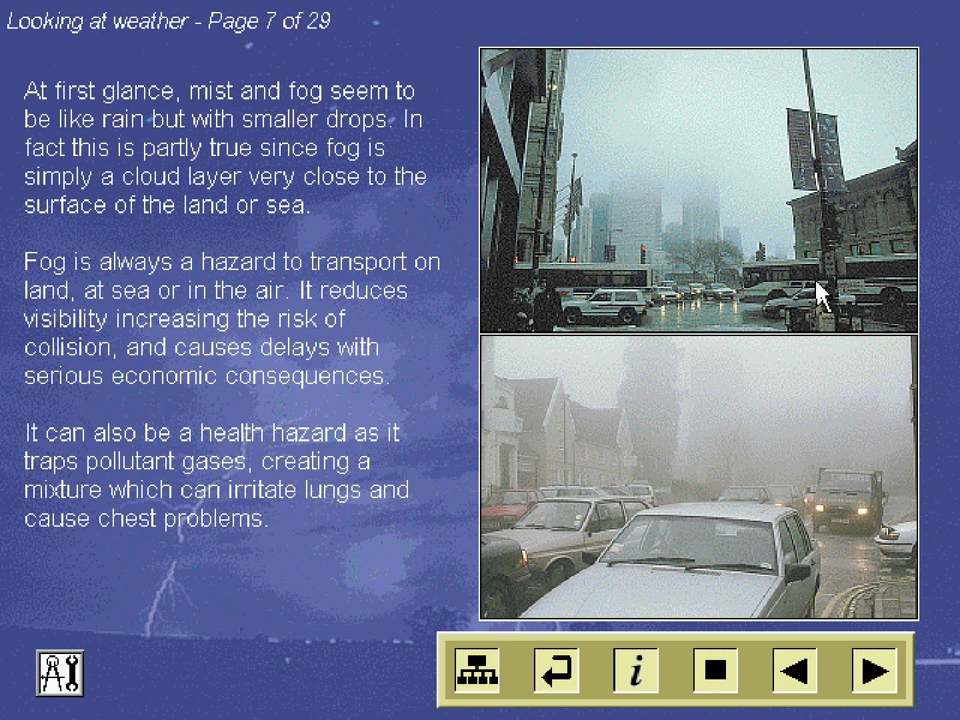 Looking at weather - Page 7 of 29
At first glance, mist and fog seem to
be like rain but with smaller drops. In
fact this is partly true since fog is
simply a cloud layer very close to the
surface of the land or sea.
Fog is always a hazard to transport on
land, at sea or in the air. It reduces
visibility increasing the risk of
collision, and causes delays with
serious economic consequences.
It can also be a health hazard as it
traps pollutant gases, creating a
mixture which can irritate lungs and
cause chest problems.
i